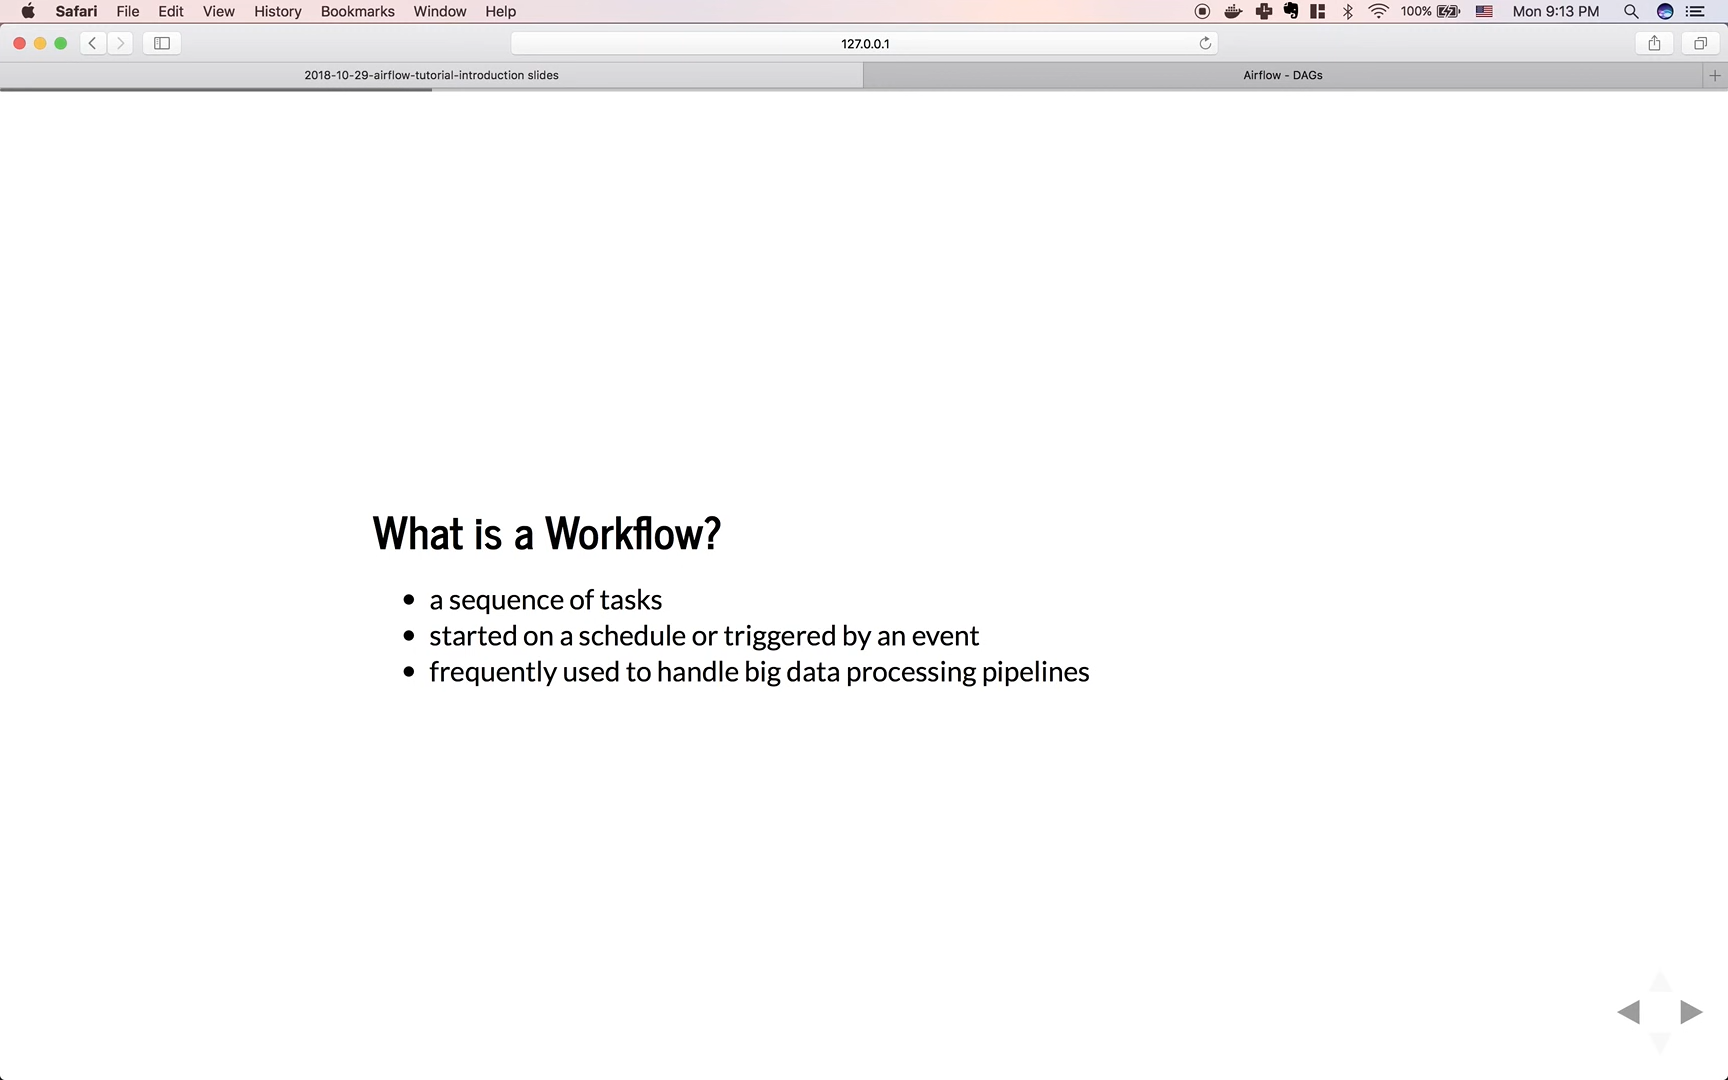 Safari File Edit View History Bookmarks Window Help 100% Mon 9:13 PM
127.0.0.1
2018-10-29-airflow-tutorial-introduction slides Airflow - DAGs
What is a Workflow?
• a sequence of tasks
• started on a schedule or triggered by an event
• frequently used to handle big data processing pipelines